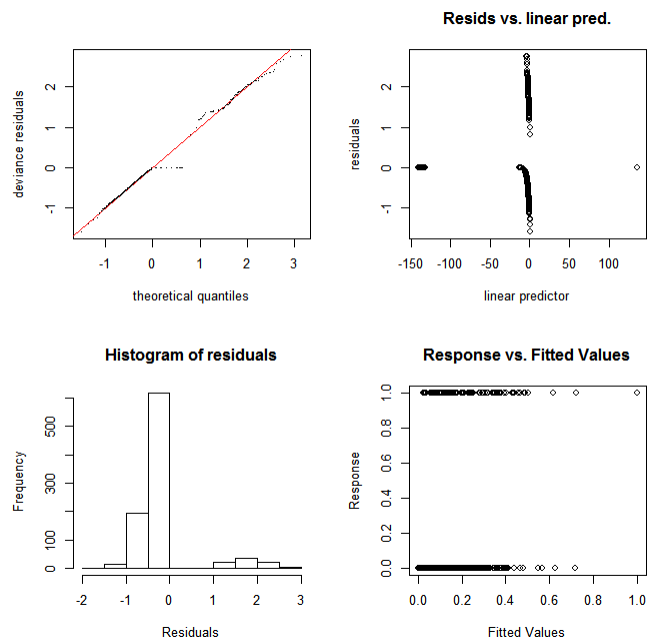 deviance residuals
2
1
0
-1
-1 0 1 2 3
theoretical quantiles
Resids vs. linear pred.
residuals
2
1
0
-1
-150 -100 -50 0 50 100
linear predictor
Histogram of residuals
Frequency
500
300
100
0
-2 -1 0 1 2 3
Residuals
Response vs. Fitted Values
Response
1.0
0.8
0.6
0.4
0.2
0.0
0.0 0.2 0.4 0.6 0.8 1.0
Fitted Values